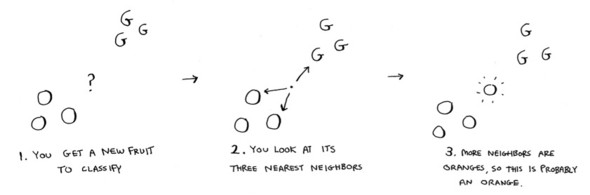 G
G G
?
O
O O
1. YOU GET A NEW FRUIT
TO CLASSIFY
G
G G
O
O O
2. YOU LOOK AT ITS
THREE NEAREST NEIGHBORS
G
G G
O
O
O O
3. MORE NEIGHBORS ARE
ORANGES, SO THIS IS PROBABLY
AN ORANGE.